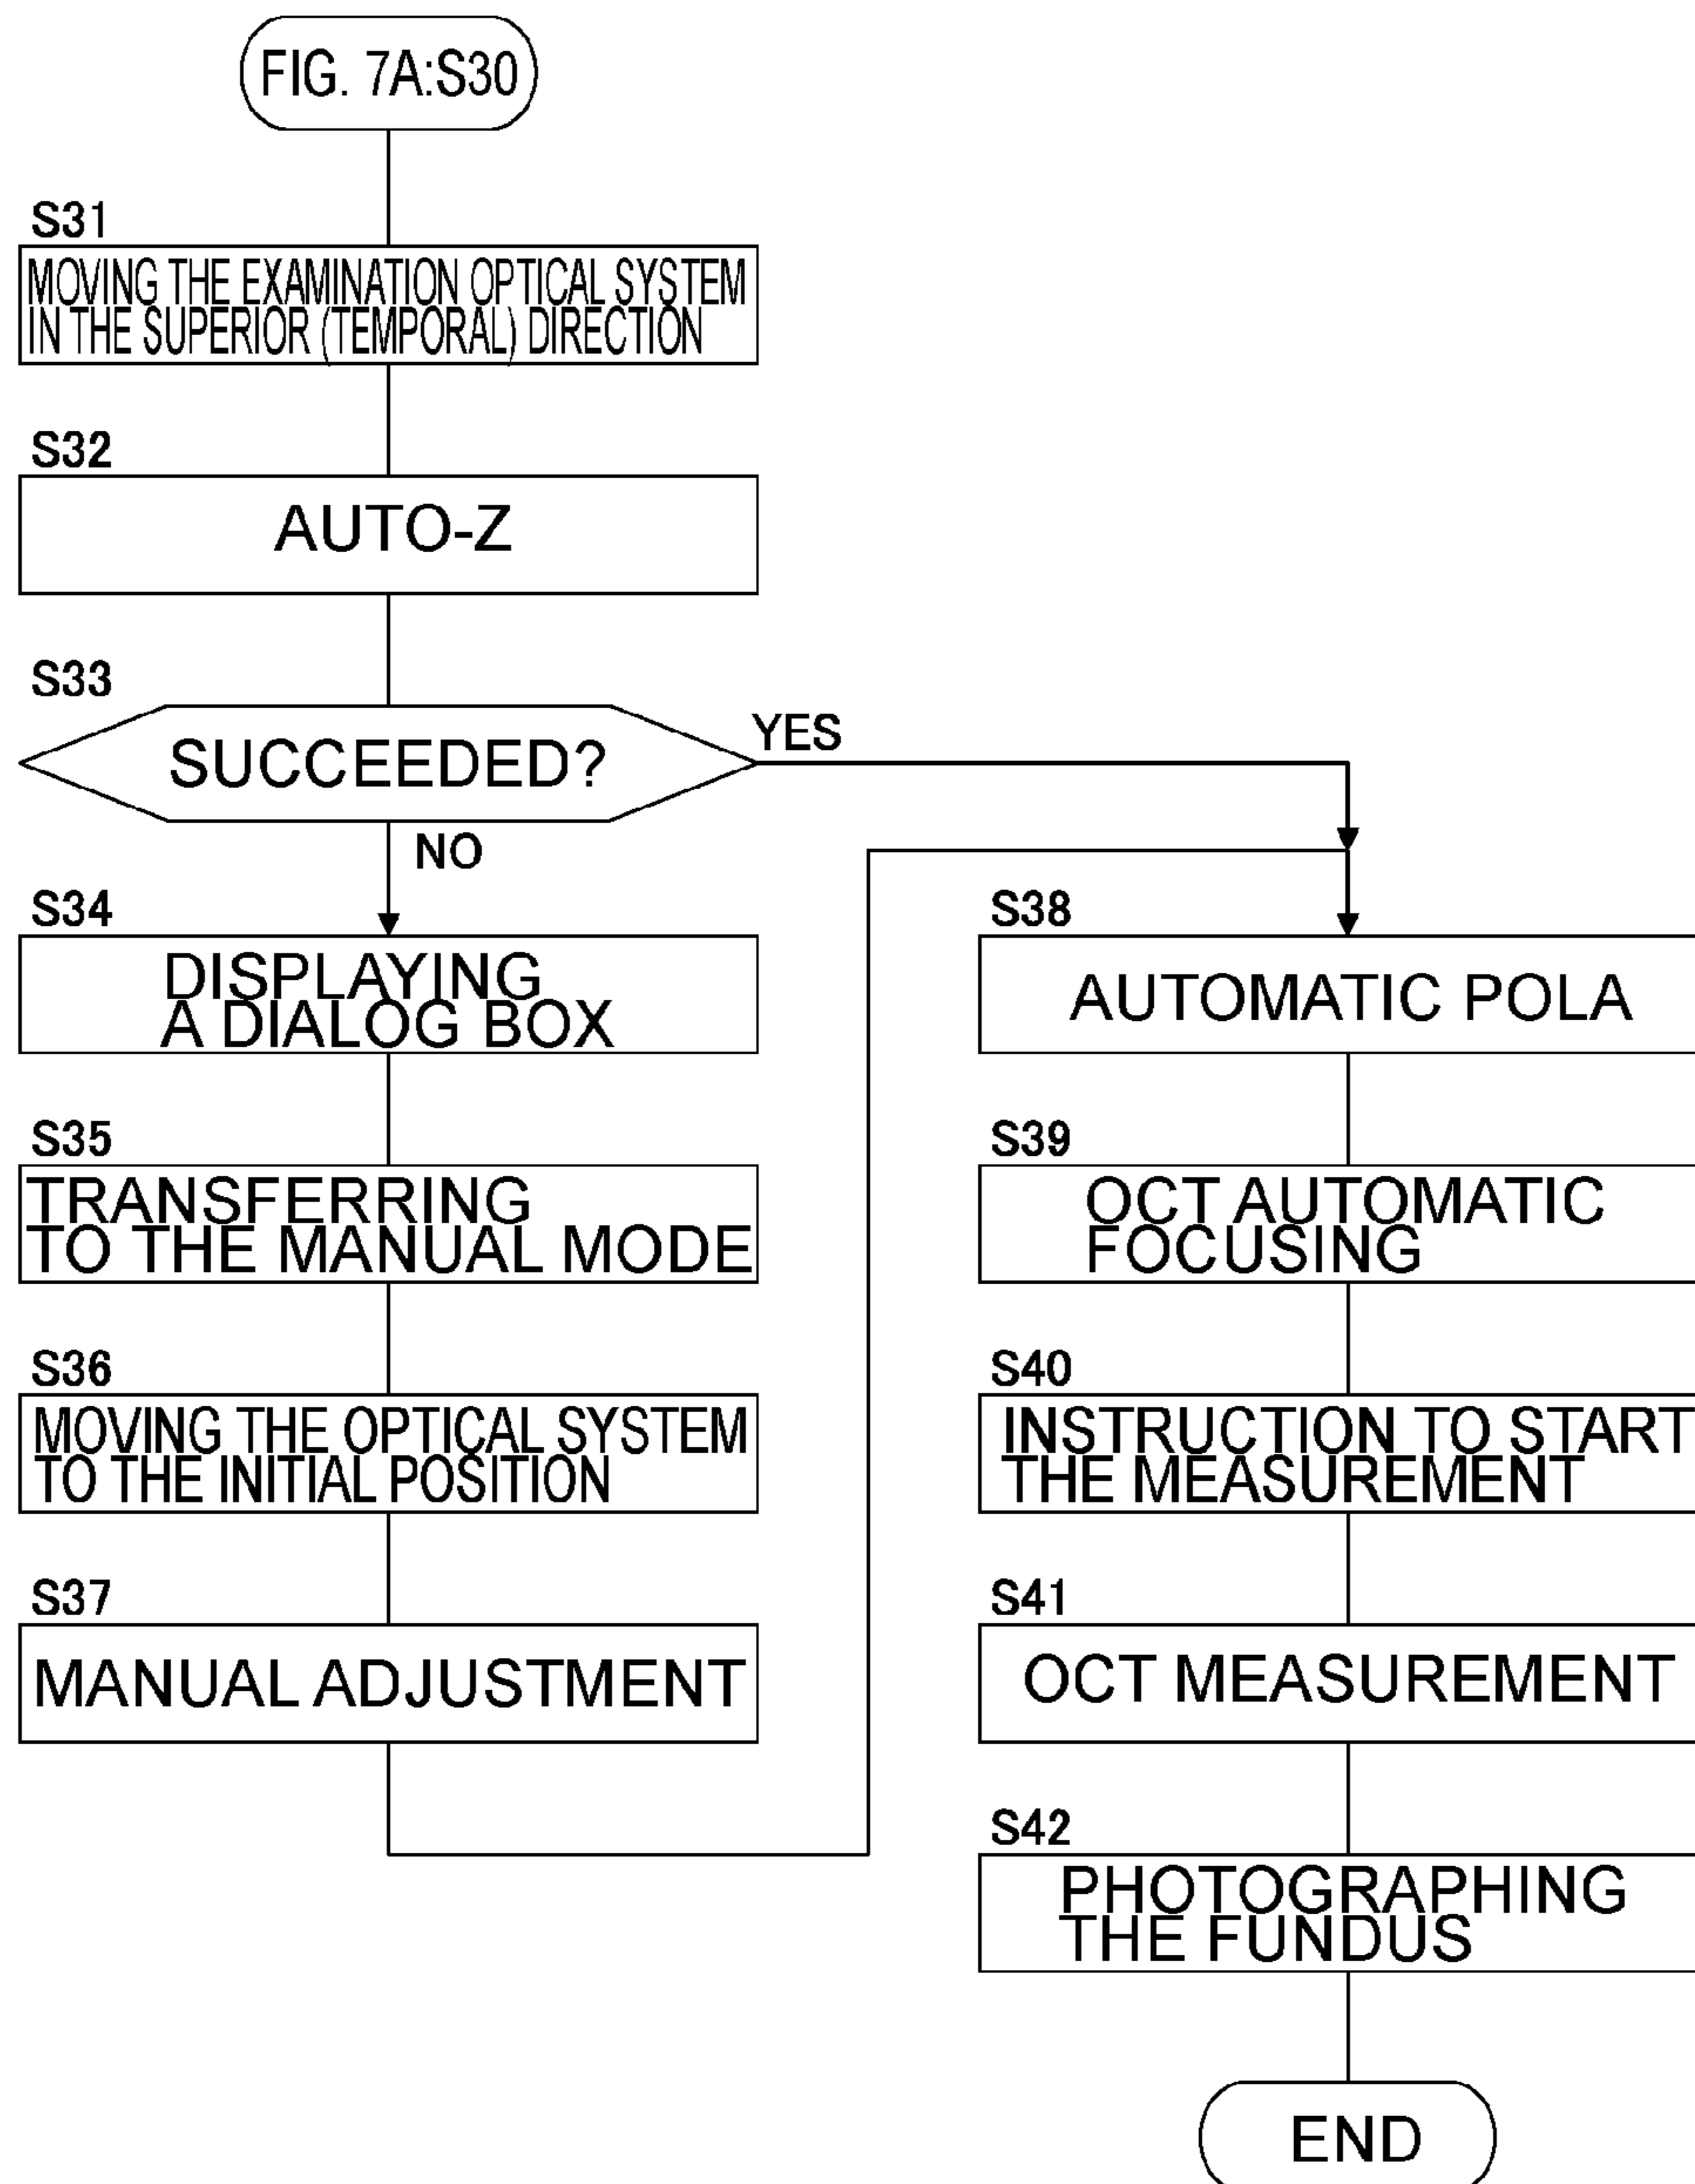 FIG. 7A:S30
S31
MOVING THE EXAMINATION OPTICAL SYSTEM
IN THE SUPERIOR (TEMPORAL) DIRECTION
S32
AUTO-Z
S33
SUCCEEDED?
YES
NO
S34
DISPLAYING
A DIALOG BOX
S35
TRANSFERRING
TO THE MANUAL MODE
S36
MOVING THE OPTICAL SYSTEM
TO THE INITIAL POSITION
S37
MANUAL ADJUSTMENT
S38
AUTOMATIC POLA
S39
OCT AUTOMATIC
FOCUSING
S40
INSTRUCTION TO START
THE MEASUREMENT
S41
OCT MEASUREMENT
S42
PHOTOGRAPHING
THE FUNDUS
END